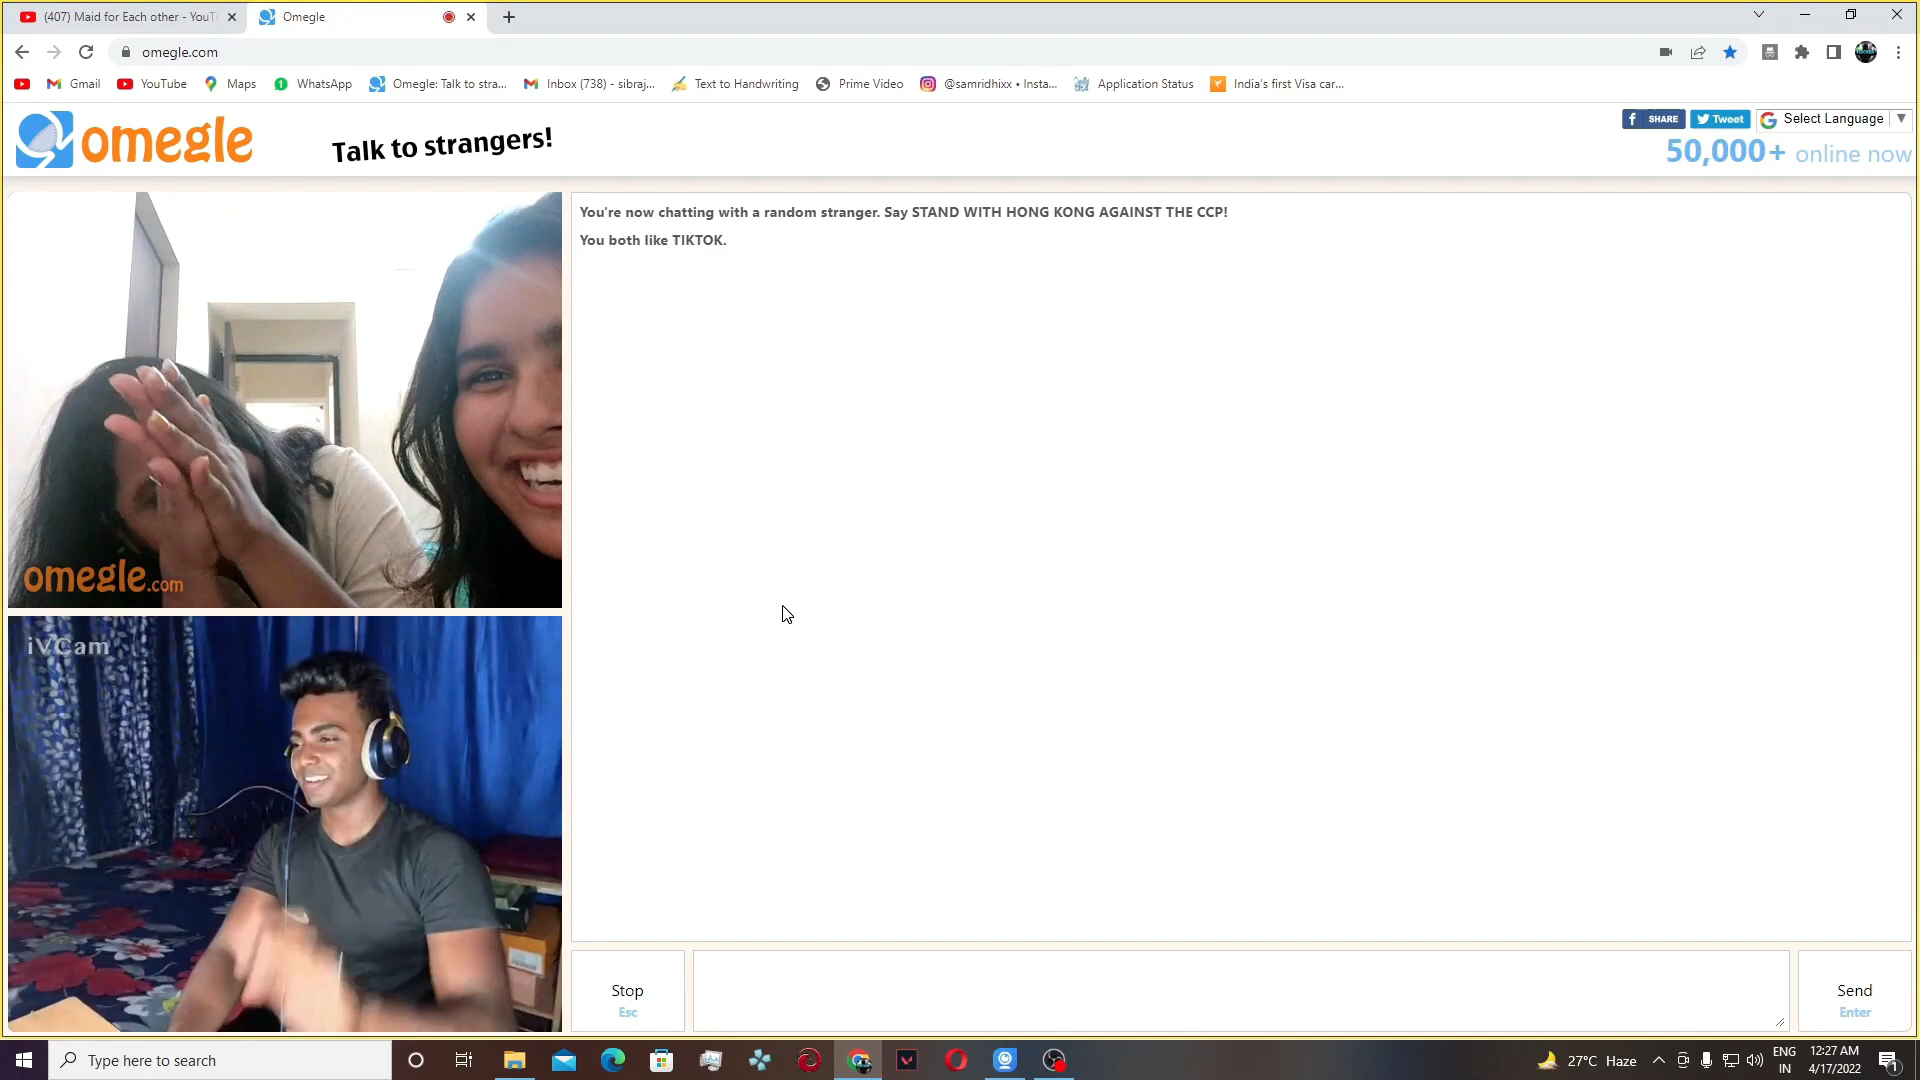 (407) Maid for Each other - YouTu
Omegle
omegle.com
Gmail
YouTube
Maps
WhatsApp
Omegle: Talk to stra...
Inbox (738) - sibraj...
Text to Handwriting
Prime Video
@samridhixx • Insta...
Application Status
India's first Visa car...
omegle
Talk to strangers!
SHARE
Tweet
Select Language
50,000+ online now
You're now chatting with a random stranger. Say STAND WITH HONG KONG AGAINST THE CCP!
You both like TIKTOK.
omegle.com
iVCam
Stop
Esc
Send
Enter
Type here to search
27°C Haze
ENG
IN
12:27 AM
4/17/2022
1